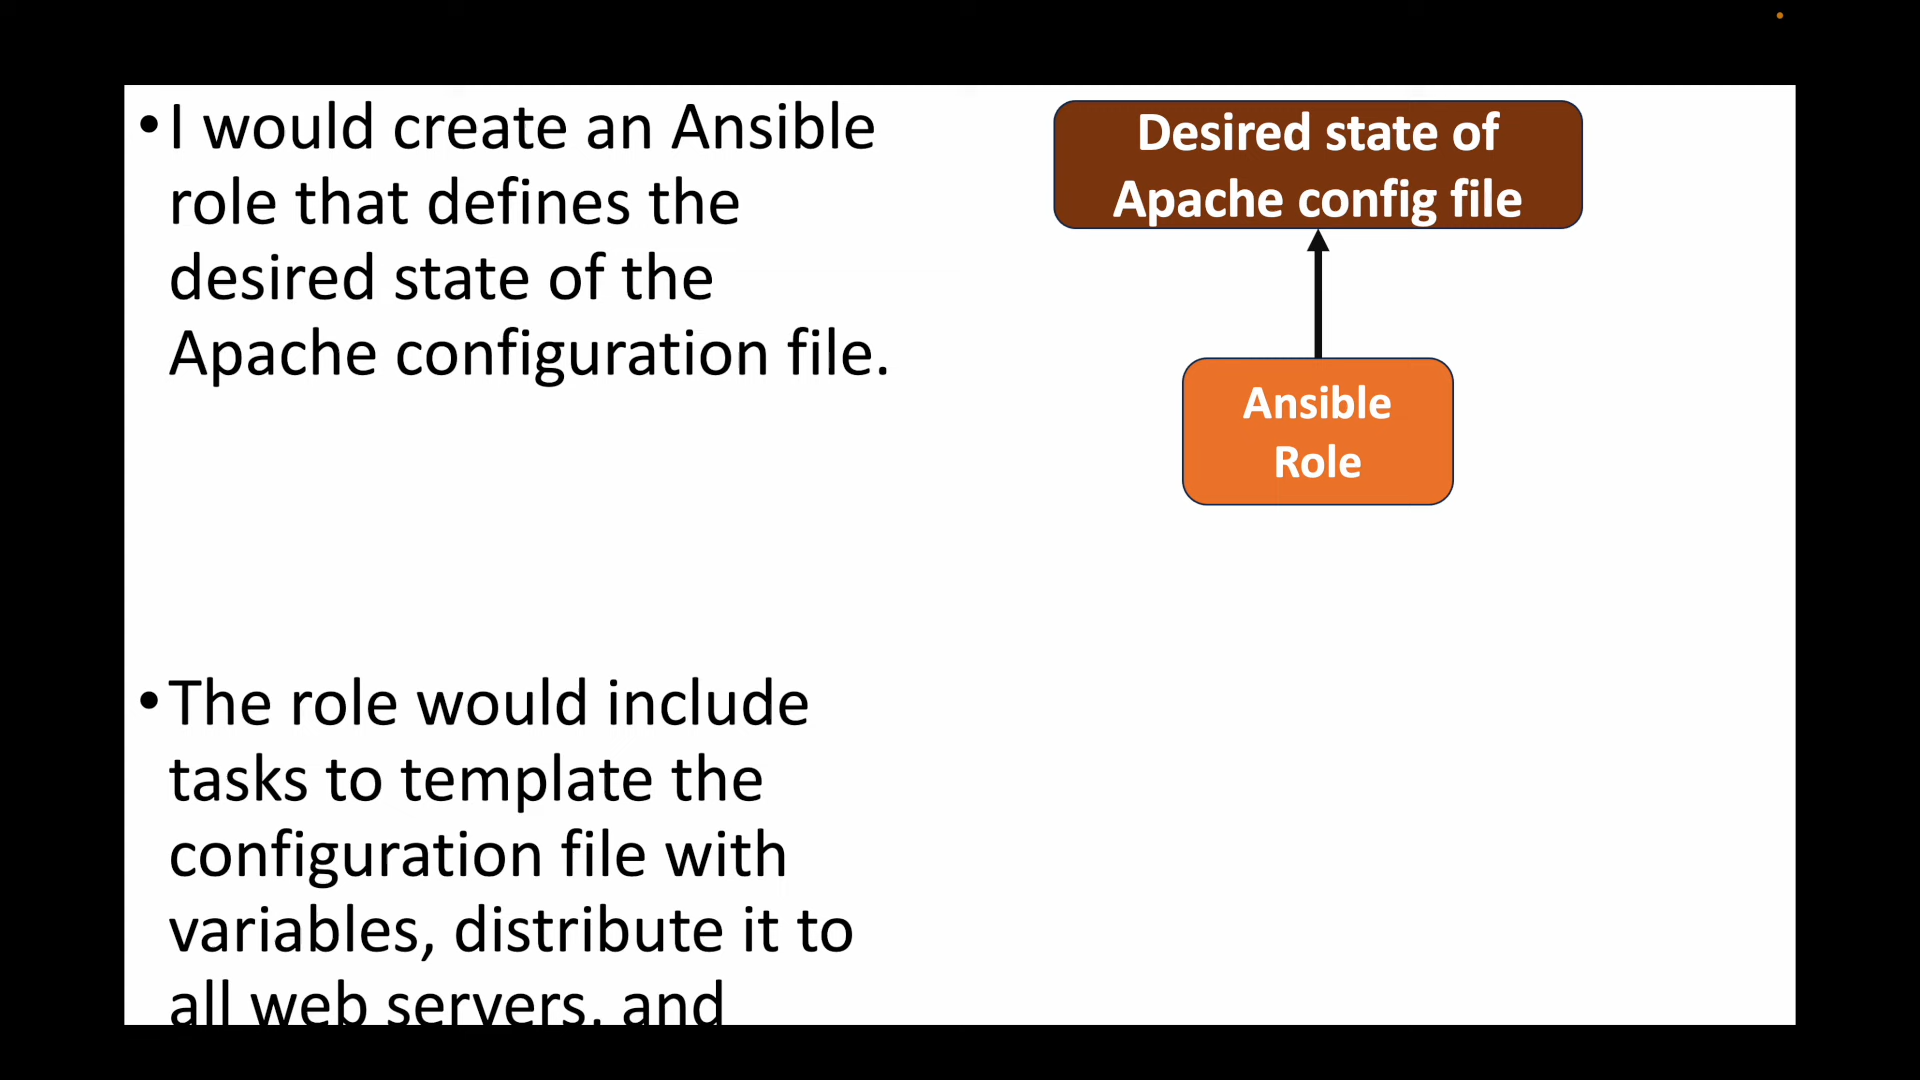 •I would create an Ansible
role that defines the
desired state of the
Apache configuration file.
•The role would include
tasks to template the
configuration file with
variables, distribute it to
all web servers, and
Desired state of
Apache config file
Ansible
Role